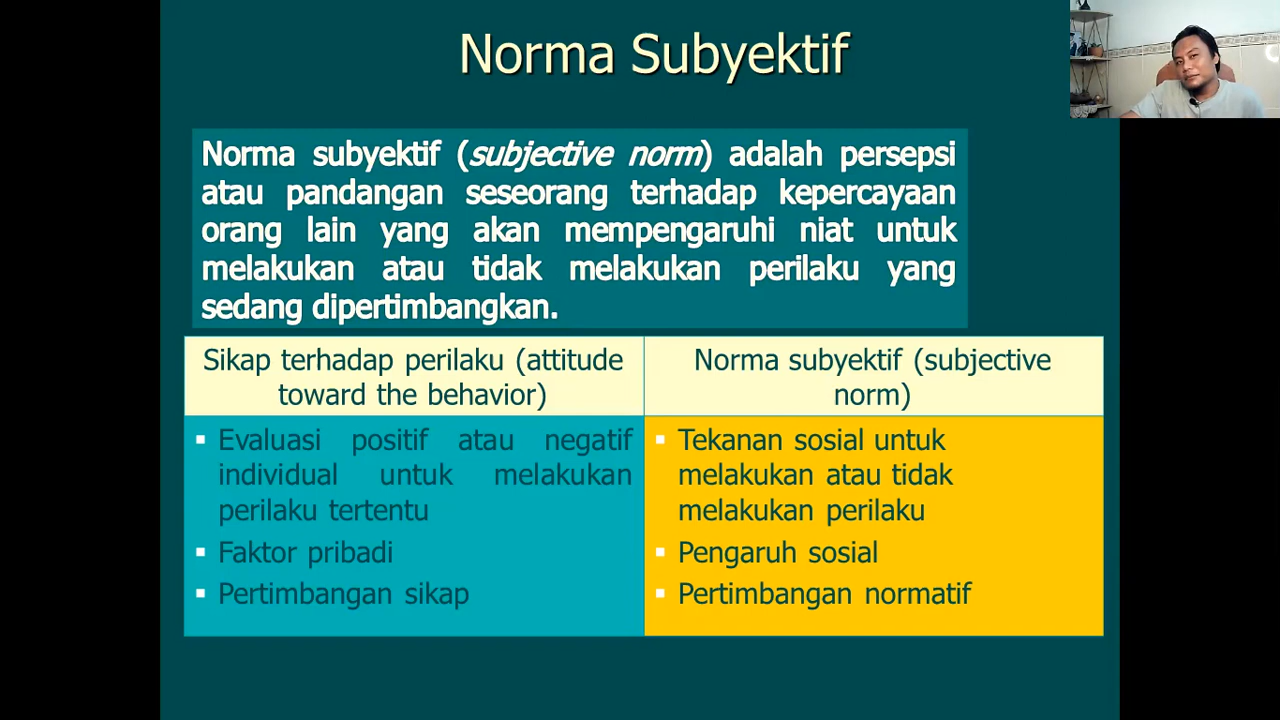 Norma Subyektif
Norma subyektif (subjective norm) adalah persepsi
atau pandangan seseorang terhadap kepercayaan
orang lain yang akan mempengaruhi niat untuk
melakukan atau tidak melakukan perilaku yang
sedang dipertimbangkan.
Sikap terhadap perilaku (attitude
toward the behavior)
▪ Evaluasi positif atau negatif
individual untuk melakukan
perilaku tertentu
▪ Faktor pribadi
▪ Pertimbangan sikap
Norma subyektif (subjective
norm)
▪ Tekanan sosial untuk
melakukan atau tidak
melakukan perilaku
▪ Pengaruh sosial
▪ Pertimbangan normatif